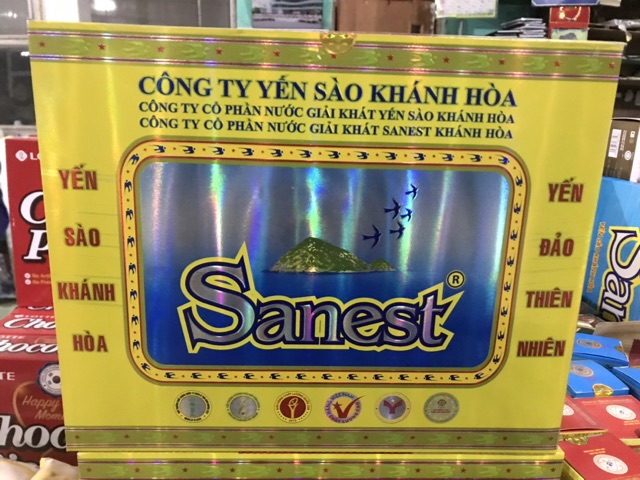 CÔNG TY YẾN SÀO KHÁNH HÒA
CÔNG TY CỔ PHẦN NƯỚC GIẢI KHÁT YẾN SÀO KHÁNH HÒA
CÔNG TY CỔ PHẦN NƯỚC GIẢI KHÁT SANEST KHÁNH HÒA
YẾN
SÀO
KHÁNH
HÒA
Sanest®
YẾN
ĐẢO
THIÊN
NHIÊN
Happy